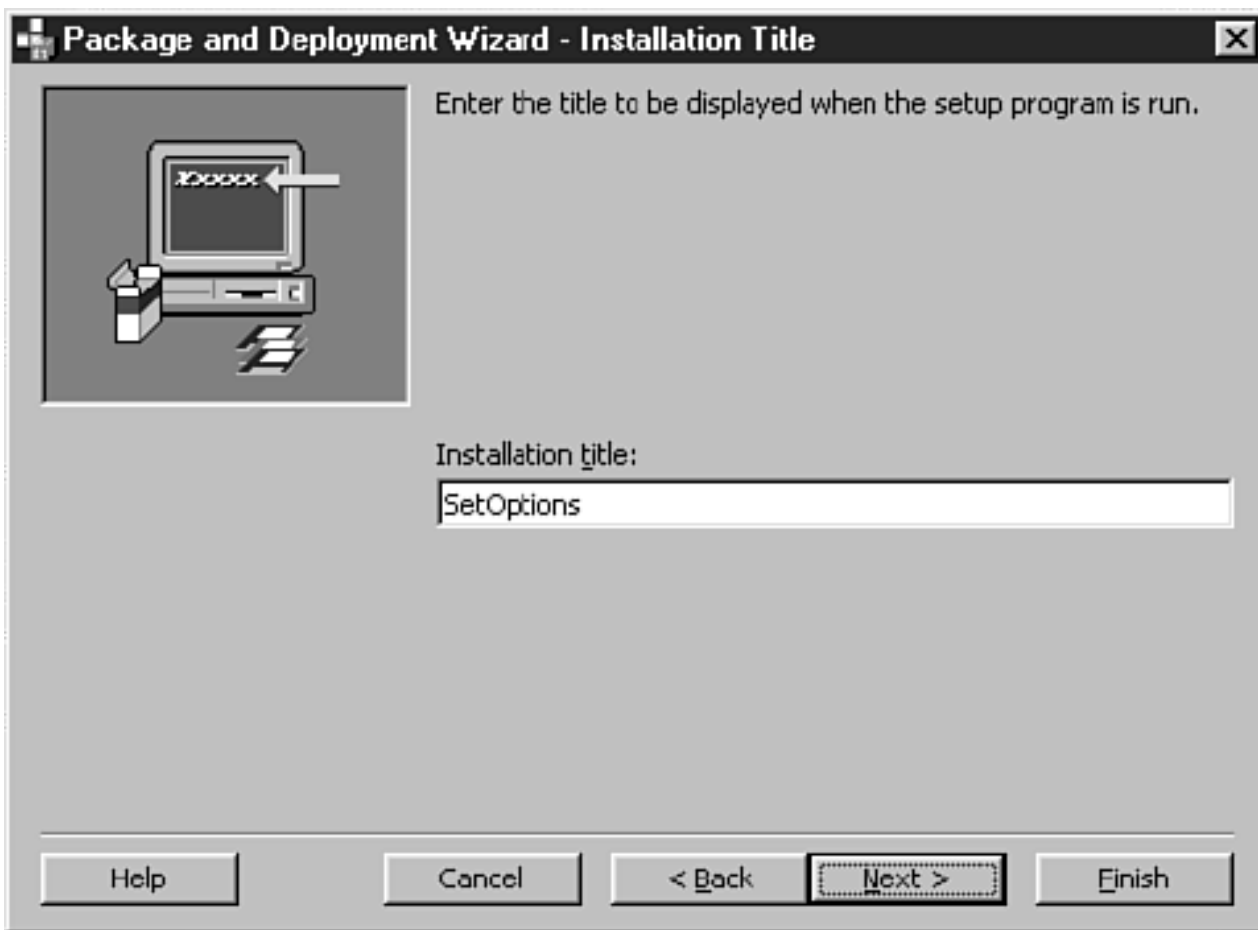 Package and Deployment Wizard - Installation Title
Enter the title to be displayed when the setup program is run.
xxxxx
Installation title:
SetOptions
Help
Cancel
< Back
Next >
Finish